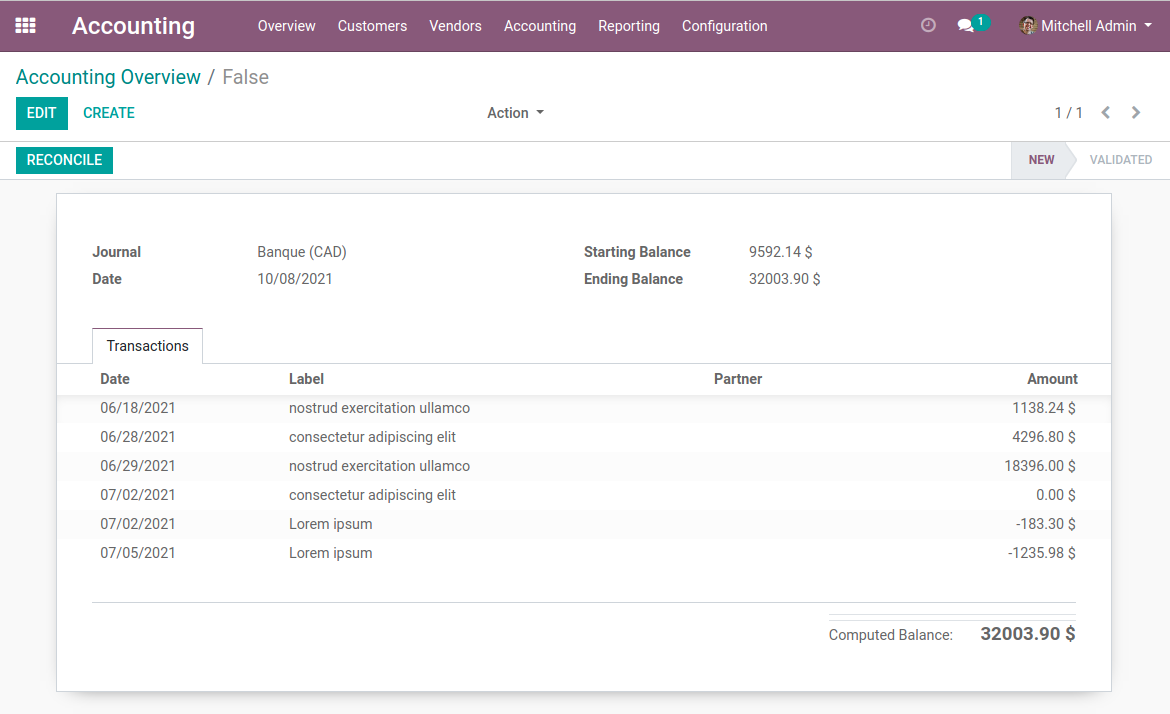 Accounting Overview Customers Vendors Accounting Reporting Configuration 1 Mitchell Admin
Accounting Overview / False
EDIT CREATE Action 1 / 1
RECONCILE NEW VALIDATED
Journal Banque (CAD) Starting Balance 9592.14 $
Date 10/08/2021 Ending Balance 32003.90 $
Transactions
Date Label Partner Amount
06/18/2021 nostrud exercitation ullamco 1138.24 $
06/28/2021 consectetur adipiscing elit 4296.80 $
06/29/2021 nostrud exercitation ullamco 18396.00 $
07/02/2021 consectetur adipiscing elit 0.00 $
07/02/2021 Lorem ipsum -183.30 $
07/05/2021 Lorem ipsum -1235.98 $
Computed Balance: 32003.90 $